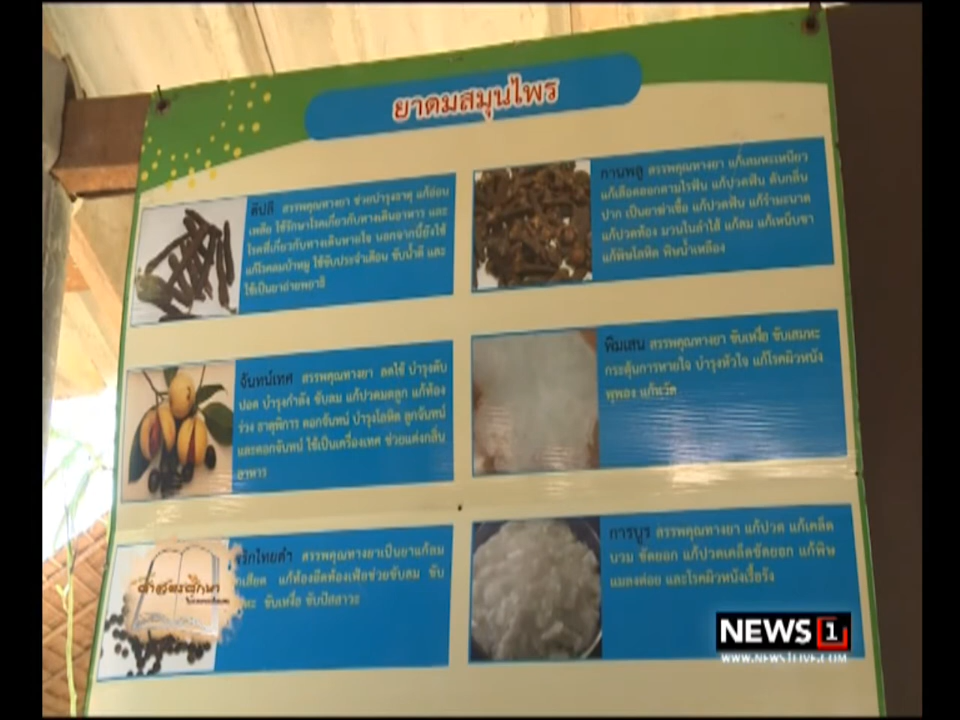 ยาดมสมุนไพร
ดีปลี สรรพคุณทางยา ช่วยบำรุงธาตุ แก้อ่อน
เพลีย ใช้รักษาโรคเกี่ยวกับทางเดินอาหาร และ
โรคที่เกี่ยวกับทางเดินหายใจ นอกจากนี้ยังใช้
แก้โรคลมบ้าหมู ใช้ขับประจำเดือน ขับน้ำดี และ
ใช้เป็นยาถ่ายพยาธิ
กานพลู สรรพคุณทางยา แก้เสมหะเหนียว
แก้เลือดออกตามไรฟัน แก้ปวดฟัน ดับกลิ่น
ปาก เป็นยาฆ่าเชื้อ แก้ปวดฟัน แก้รำมะนาด
แก้ปวดท้อง มวนในลำไส้ แก้ลม แก้เหน็บชา
แก้พิษโลหิต พิษน้ำเหลือง
จันทน์เทศ สรรพคุณทางยา ลดไข้ บำรุงตับ
ปอด บำรุงกำลัง ขับลม แก้ปวดมดลูก แก้ท้อง
ร่วง ธาตุพิการ ดอกจันทน์ บำรุงโลหิต ลูกจันทน์
และดอกจันทน์ ใช้เป็นเครื่องเทศ ช่วยแต่งกลิ่น
อาหาร
พิมเสน สรรพคุณทางยา ขับเหงื่อ ขับเสมหะ
กระตุ้นการหายใจ บำรุงหัวใจ แก้โรคผิวหนัง
พุพอง แก้หวัด
ริกไทยดำ สรรพคุณทางยาเป็นยาแก้ลม
กเสียด แก้ท้องอืดท้องเฟ้อช่วยขับลม ขับ
หะ ขับเหงื่อ ขับปัสสาวะ
การบูร สรรพคุณทางยา แก้ปวด แก้เคล็ด
บวม ขัดยอก แก้ปวดเคล็ดขัดยอก แก้พิษ
แมลงต่อย และโรคผิวหนังเรื้อรัง
NEWS 1
WWW.NEWS1LIVE.COM